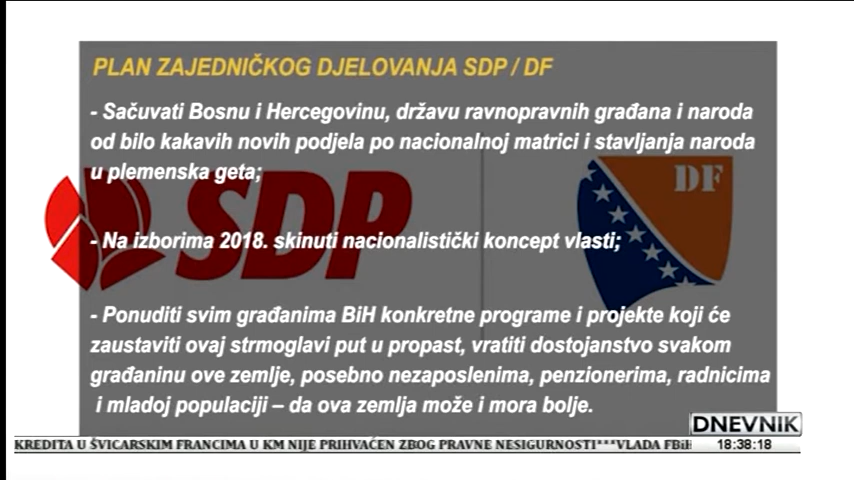 PLAN ZAJEDNIČKOG DJELOVANJA SDP / DF
- Sačuvati Bosnu i Hercegovinu, državu ravnopravnih građana i naroda
od bilo kakavih novih podjela po nacionalnoj matrici i stavljanja naroda
u plemenska geta;
SDP
DF
- Na izborima 2018. skinuti nacionalistički koncept vlasti;
- Ponuditi svim građanima BiH konkretne programe i projekte koji će
zaustaviti ovaj strmoglavi put u propast, vratiti dostojanstvo svakom
građaninu ove zemlje, posebno nezaposlenima, penzionerima, radnicima
i mladoj populaciji – da ova zemlja može i mora bolje.
DNEVNIK
KREDITA U ŠVICARSKIM FRANCIMA U KM NIJE PRIHVAĆEN ZBOG PRAVNE NESIGURNOSTI***VLADA FBiH
18:38:18